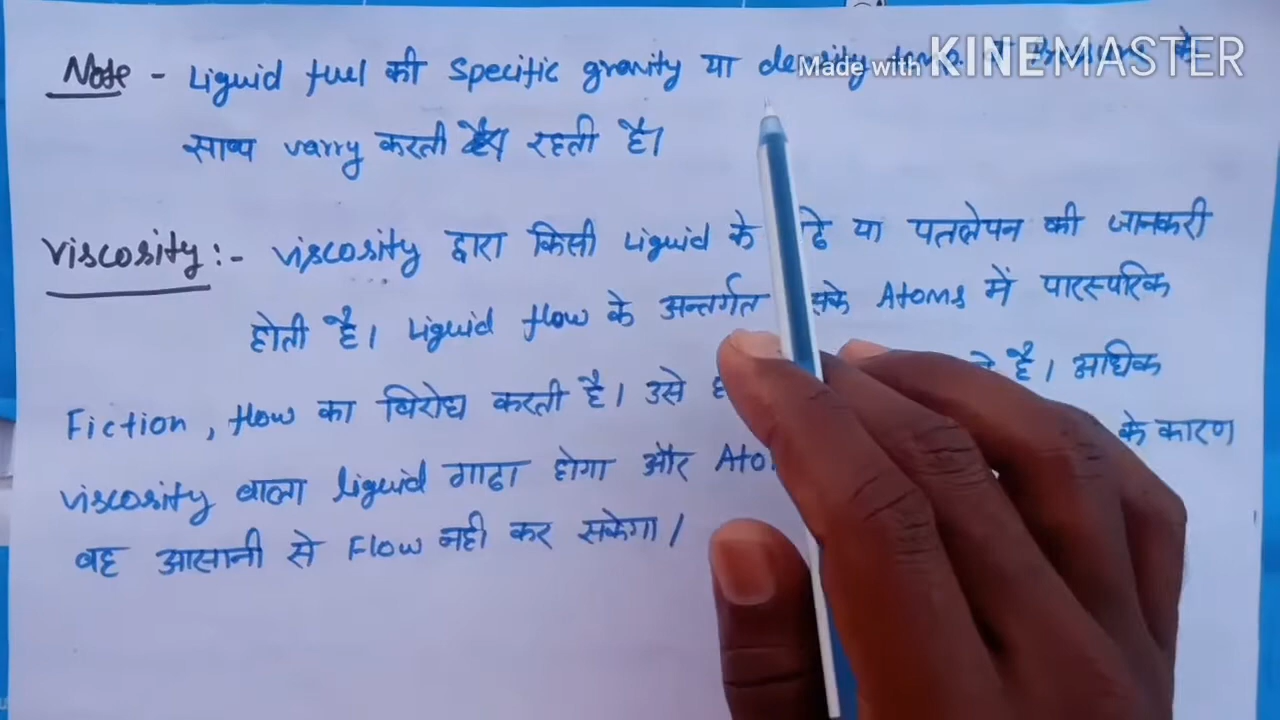 Note - Liquid fuel की specific gravity या density के
Made with KINEMASTER
साथ varry करती रहती है।
Viscosity :- viscosity द्वारा किसी Liquid के या पतलेपन की जानकरी
होती है। Liquid flow के अन्तर्गत Atoms में पारस्परिक
Fiction, flow का विरोध करती है। उसे है। अधिक
viscosity वाला liquid गाढा होगा और के कारण
वह आसानी से Flow नही कर सकेगा।